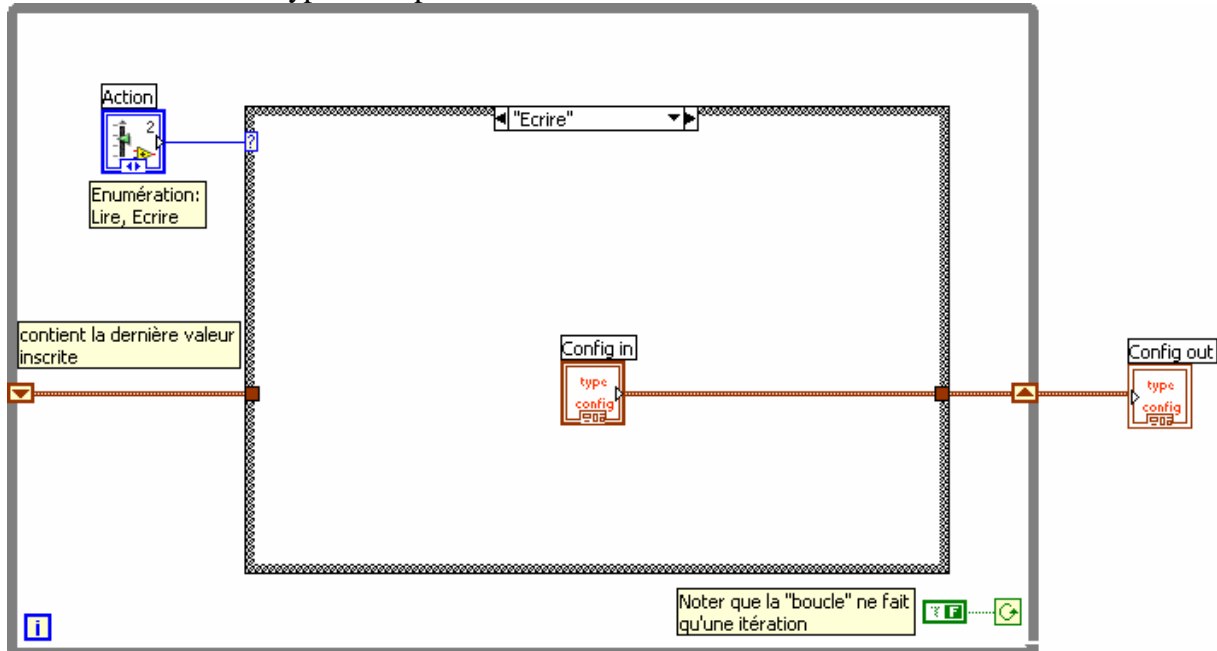 Action
2
"Ecrire"
?
Enumération:
Lire, Ecrire
contient la dernière valeur
inscrite
Config in
type
config
Config out
type
config
Noter que la "boucle" ne fait
qu'une itération
F
i